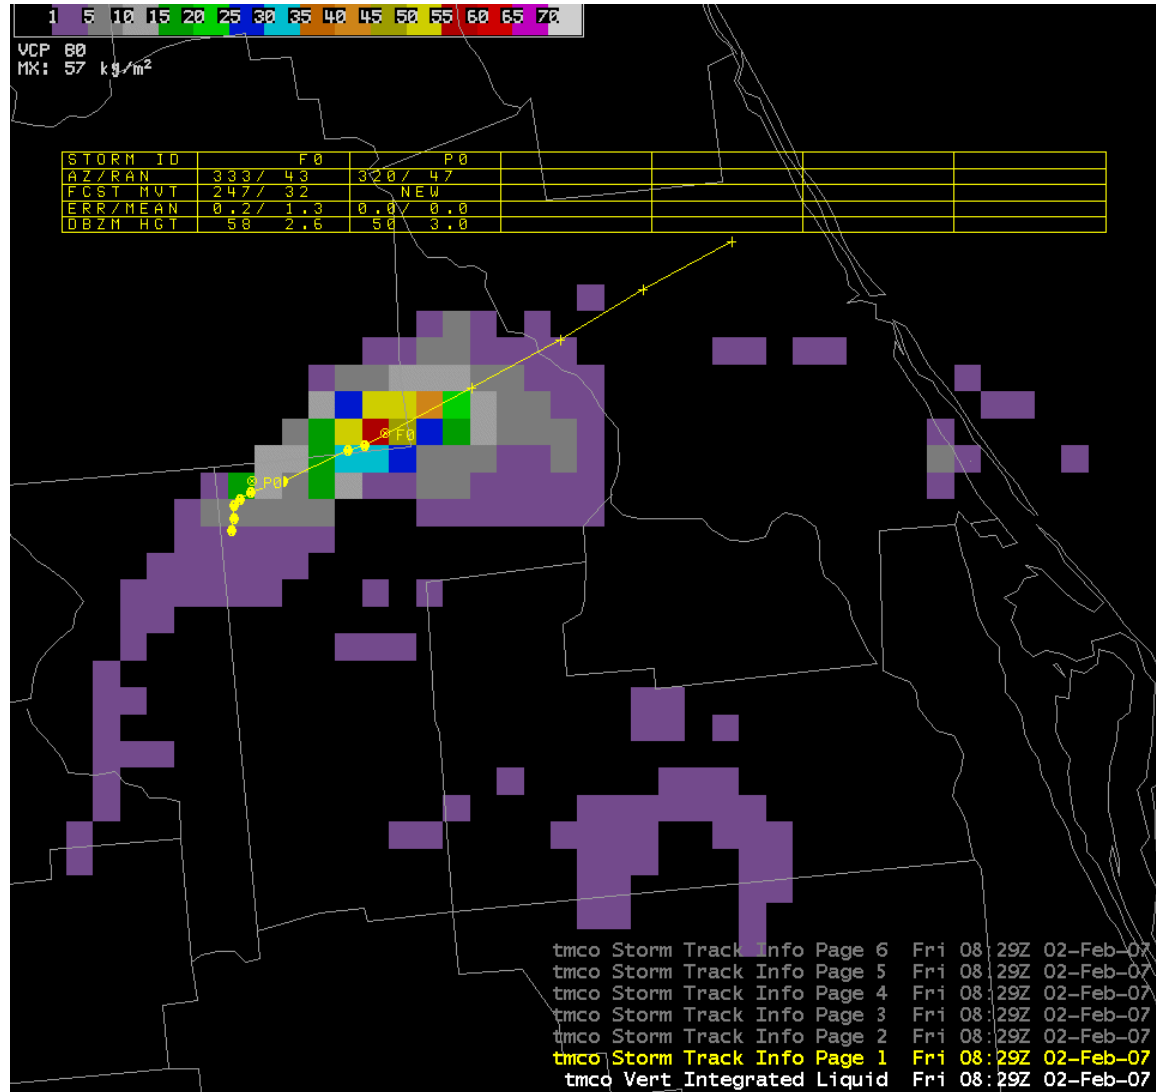 1 5 10 15 20 25 30 35 40 45 50 55 60 65 70
VCP 80
MX: 57 kg/m²
STORM ID F0 P0
AZ/RAN 333/ 43 320/ 47
FCST MVT 247/ 32 NEW
ERR/MEAN 0.2/ 1.3 0.0/ 0.0
DBZM HGT 58 2.6 50 3.0
F0
P0
tmco Storm Track Info Page 6 Fri 08:29Z 02-Feb-07
tmco Storm Track Info Page 5 Fri 08:29Z 02-Feb-07
tmco Storm Track Info Page 4 Fri 08:29Z 02-Feb-07
tmco Storm Track Info Page 3 Fri 08:29Z 02-Feb-07
tmco Storm Track Info Page 2 Fri 08:29Z 02-Feb-07
tmco Storm Track Info Page 1 Fri 08:29Z 02-Feb-07
tmco Vert Integrated Liquid Fri 08:29Z 02-Feb-07